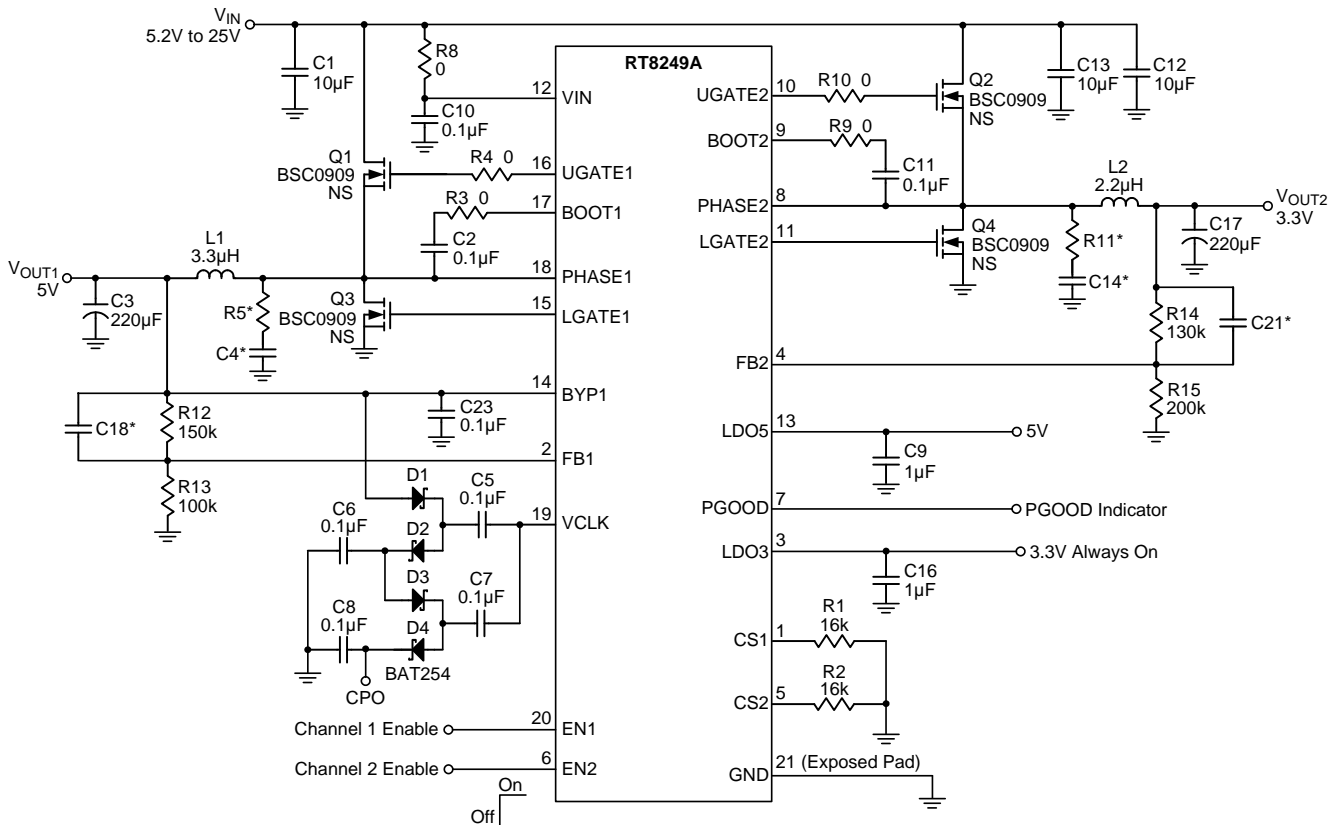 VIN
5.2V to 25V
C1
10µF
R8
0
12
VIN
C10
0.1µF
RT8249A
UGATE2
10
R10 0
Q2
BSC0909
NS
C13
10µF
C12
10µF
BOOT2
9
R9 0
C11
0.1µF
Q1
BSC0909
NS
R4 0
16
UGATE1
R3 0
17
BOOT1
C2
0.1µF
PHASE2
8
L2
2.2µH
VOUT2
3.3V
C17
220µF
LGATE2
11
Q4
BSC0909
NS
R11*
C14*
L1
3.3µH
VOUT1
5V
C3
220µF
R5*
C4*
18
PHASE1
Q3
BSC0909
NS
15
LGATE1
R14
130k
C21*
FB2
4
R15
200k
14
BYP1
C23
0.1µF
C18*
R12
150k
2
FB1
R13
100k
LDO5
13
5V
C9
1µF
D1
C5
0.1µF
19
VCLK
C6
0.1µF
D2
D3
C7
0.1µF
C8
0.1µF
D4
BAT254
CPO
PGOOD
7
PGOOD Indicator
LDO3
3
3.3V Always On
C16
1µF
CS1
1
R1
16k
CS2
5
R2
16k
Channel 1 Enable
20
EN1
Channel 2 Enable
6
EN2
On
Off
GND
21 (Exposed Pad)